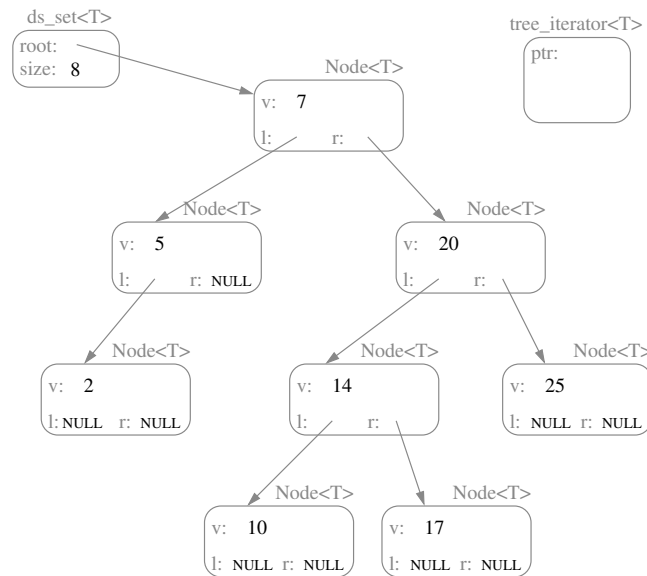 ds_set<T>
root:
size: 8
tree_iterator<T>
ptr:
Node<T>
v: 7
l: r:
Node<T>
v: 5
l: r: NULL
Node<T>
v: 20
l: r:
Node<T>
v: 2
l: NULL r: NULL
Node<T>
v: 14
l: r:
Node<T>
v: 25
l: NULL r: NULL
Node<T>
v: 10
l: NULL r: NULL
Node<T>
v: 17
l: NULL r: NULL